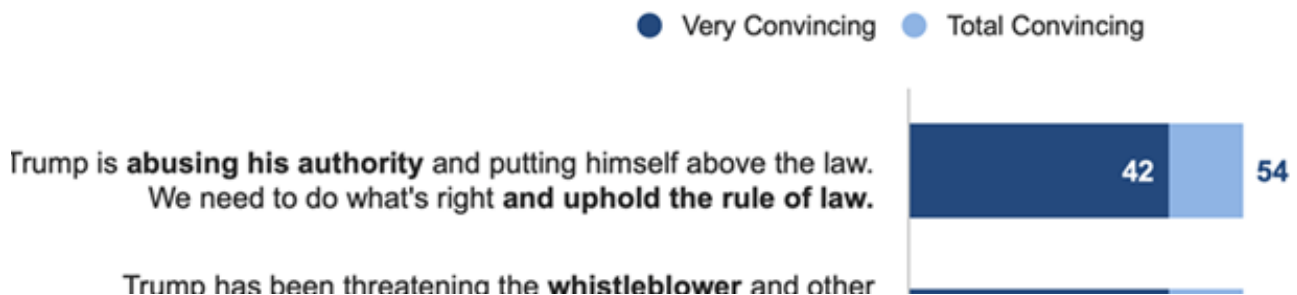 Very Convincing Total Convincing
Trump is abusing his authority and putting himself above the law.
We need to do what's right and uphold the rule of law.
42 54
Trump has been threatening the whistleblower and other